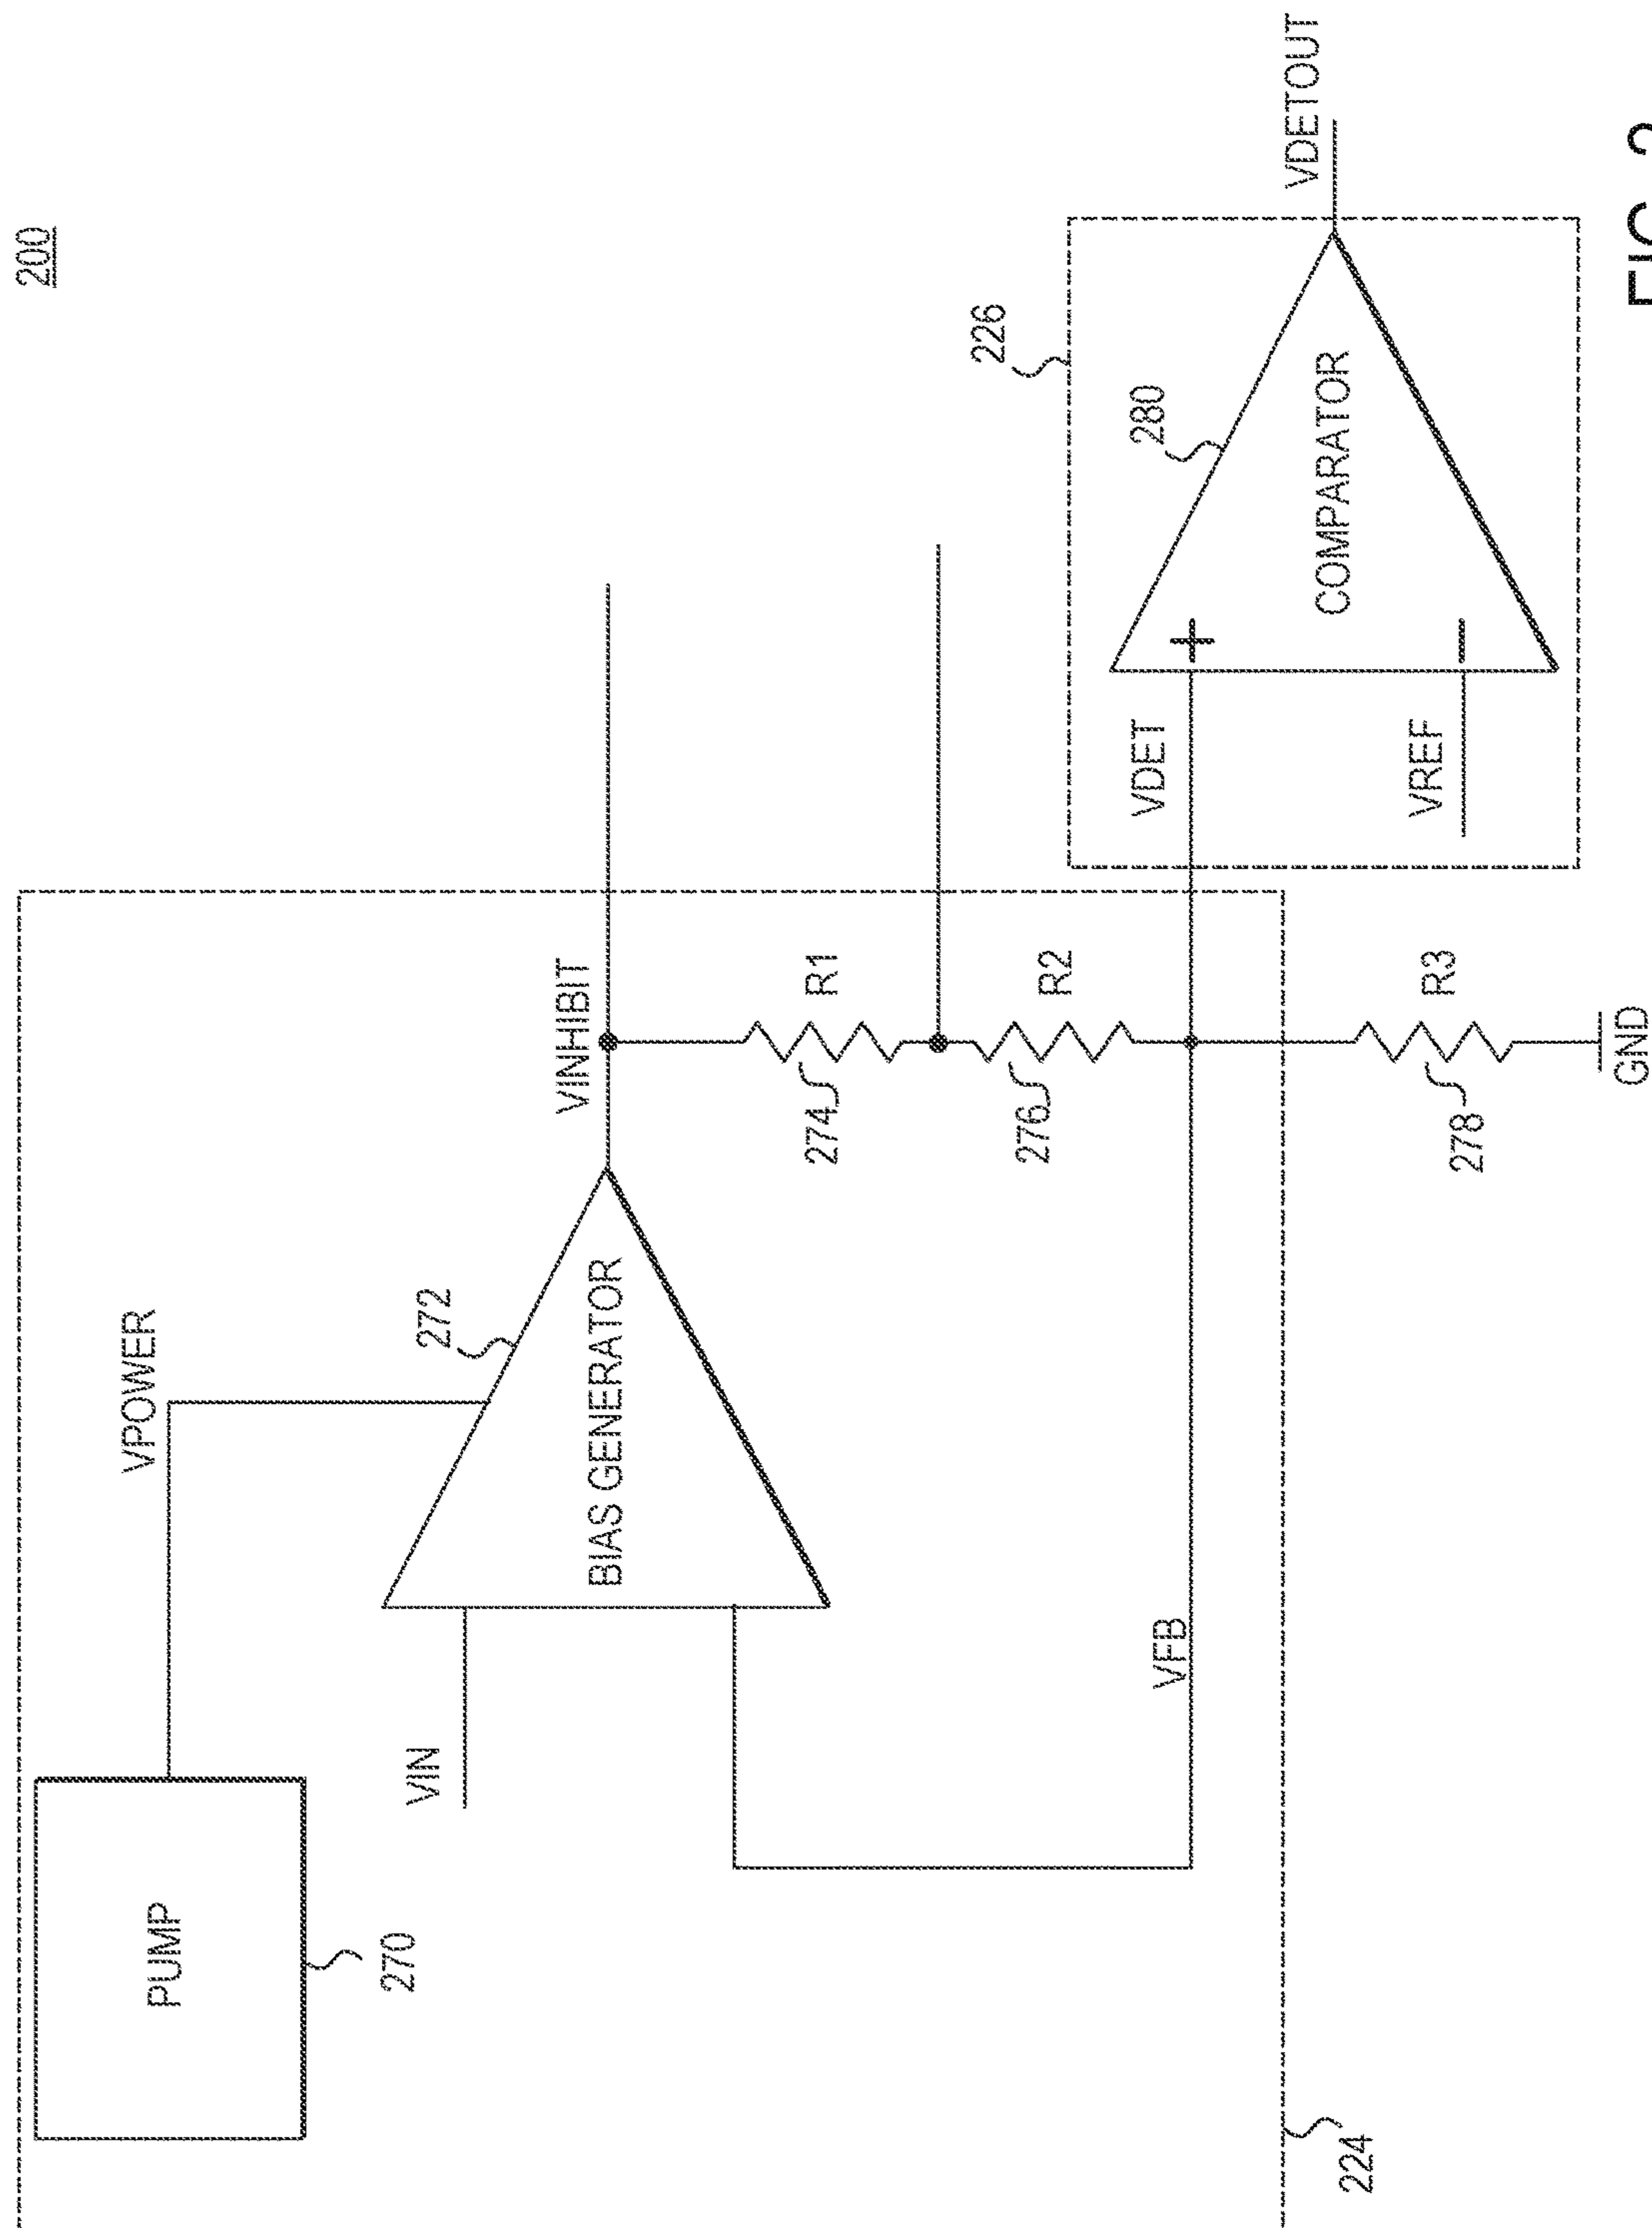 200
PUMP
270
VPOWER
VIN
272
BIAS GENERATOR
VINHIBIT
274
R1
276
R2
VFB
224
278
R3
GND
226
280
VDET
VREF
+
−
COMPARATOR
VDETOUT
FIG.